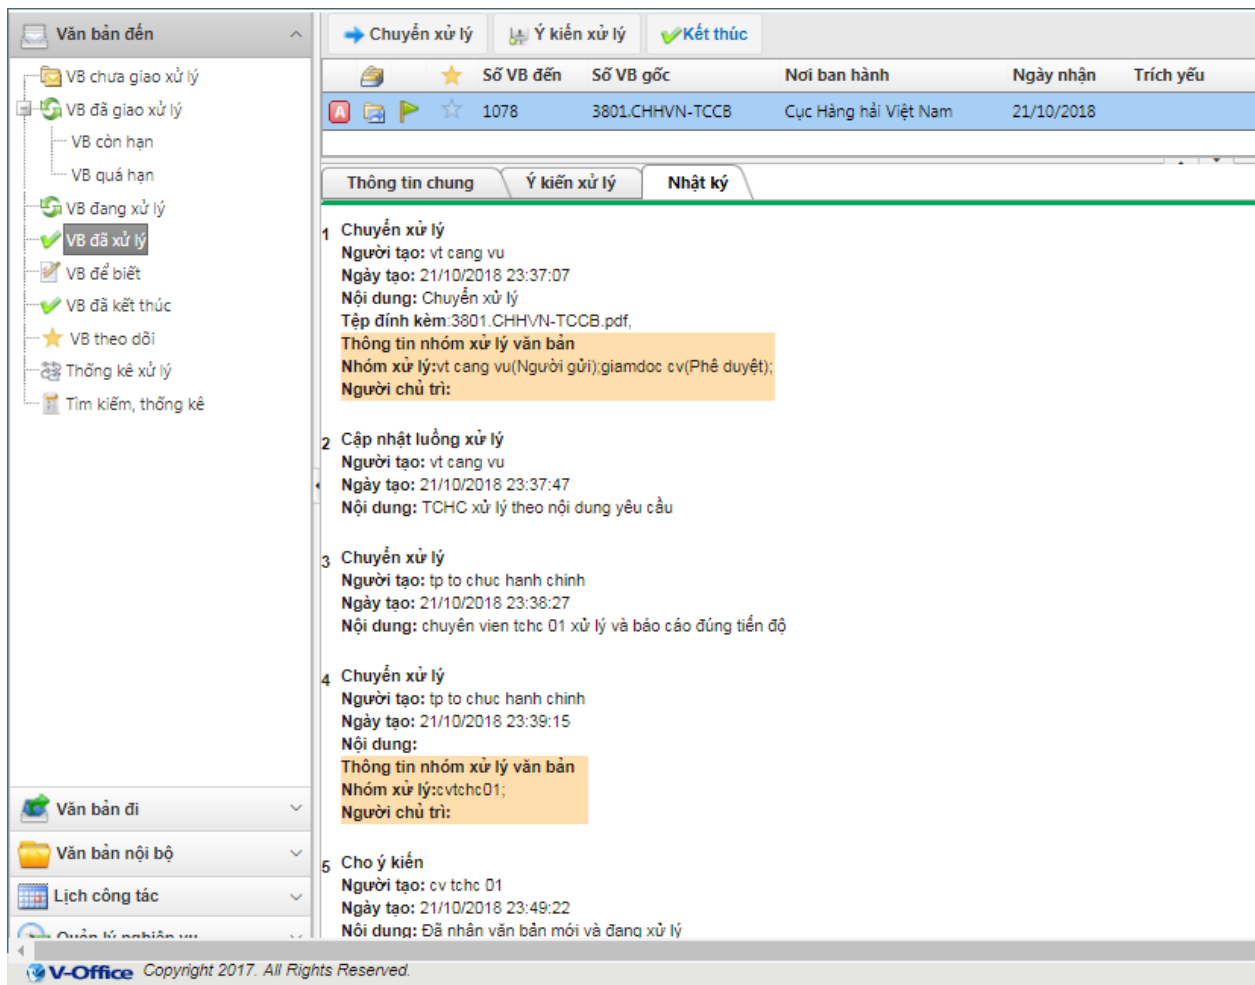 Văn bản đến
VB chưa giao xử lý
VB đã giao xử lý
VB còn hạn
VB quá hạn
VB đang xử lý
VB đã xử lý
VB để biết
VB đã kết thúc
VB theo dõi
Thống kê xử lý
Tìm kiếm, thống kê
Văn bản đi
Văn bản nội bộ
Lịch công tác
Quản lý nghiệp vụ
Chuyển xử lý Ý kiến xử lý Kết thúc
Số VB đến Số VB gốc Nơi ban hành Ngày nhận Trích yếu
A 1078 3801.CHHVN-TCCB Cục Hàng hải Việt Nam 21/10/2018
Thông tin chung Ý kiến xử lý Nhật ký
1 Chuyển xử lý
Người tạo: vt cang vu
Ngày tạo: 21/10/2018 23:37:07
Nội dung: Chuyển xử lý
Tệp đính kèm:3801.CHHVN-TCCB.pdf,
Thông tin nhóm xử lý văn bản
Nhóm xử lý:vt cang vu(Người gửi);giamdoc cv(Phê duyệt);
Người chủ trì:
2 Cập nhật luồng xử lý
Người tạo: vt cang vu
Ngày tạo: 21/10/2018 23:37:47
Nội dung: TCHC xử lý theo nội dung yêu cầu
3 Chuyển xử lý
Người tạo: tp to chuc hanh chinh
Ngày tạo: 21/10/2018 23:38:27
Nội dung: chuyên vien tchc 01 xử lý và báo cáo đúng tiến độ
4 Chuyển xử lý
Người tạo: tp to chuc hanh chinh
Ngày tạo: 21/10/2018 23:39:15
Nội dung:
Thông tin nhóm xử lý văn bản
Nhóm xử lý:cvtchc01;
Người chủ trì:
5 Cho ý kiến
Người tạo: cv tchc 01
Ngày tạo: 21/10/2018 23:49:22
Nội dung: Đã nhận văn bản mới và đang xử lý
V-Office Copyright 2017. All Rights Reserved.